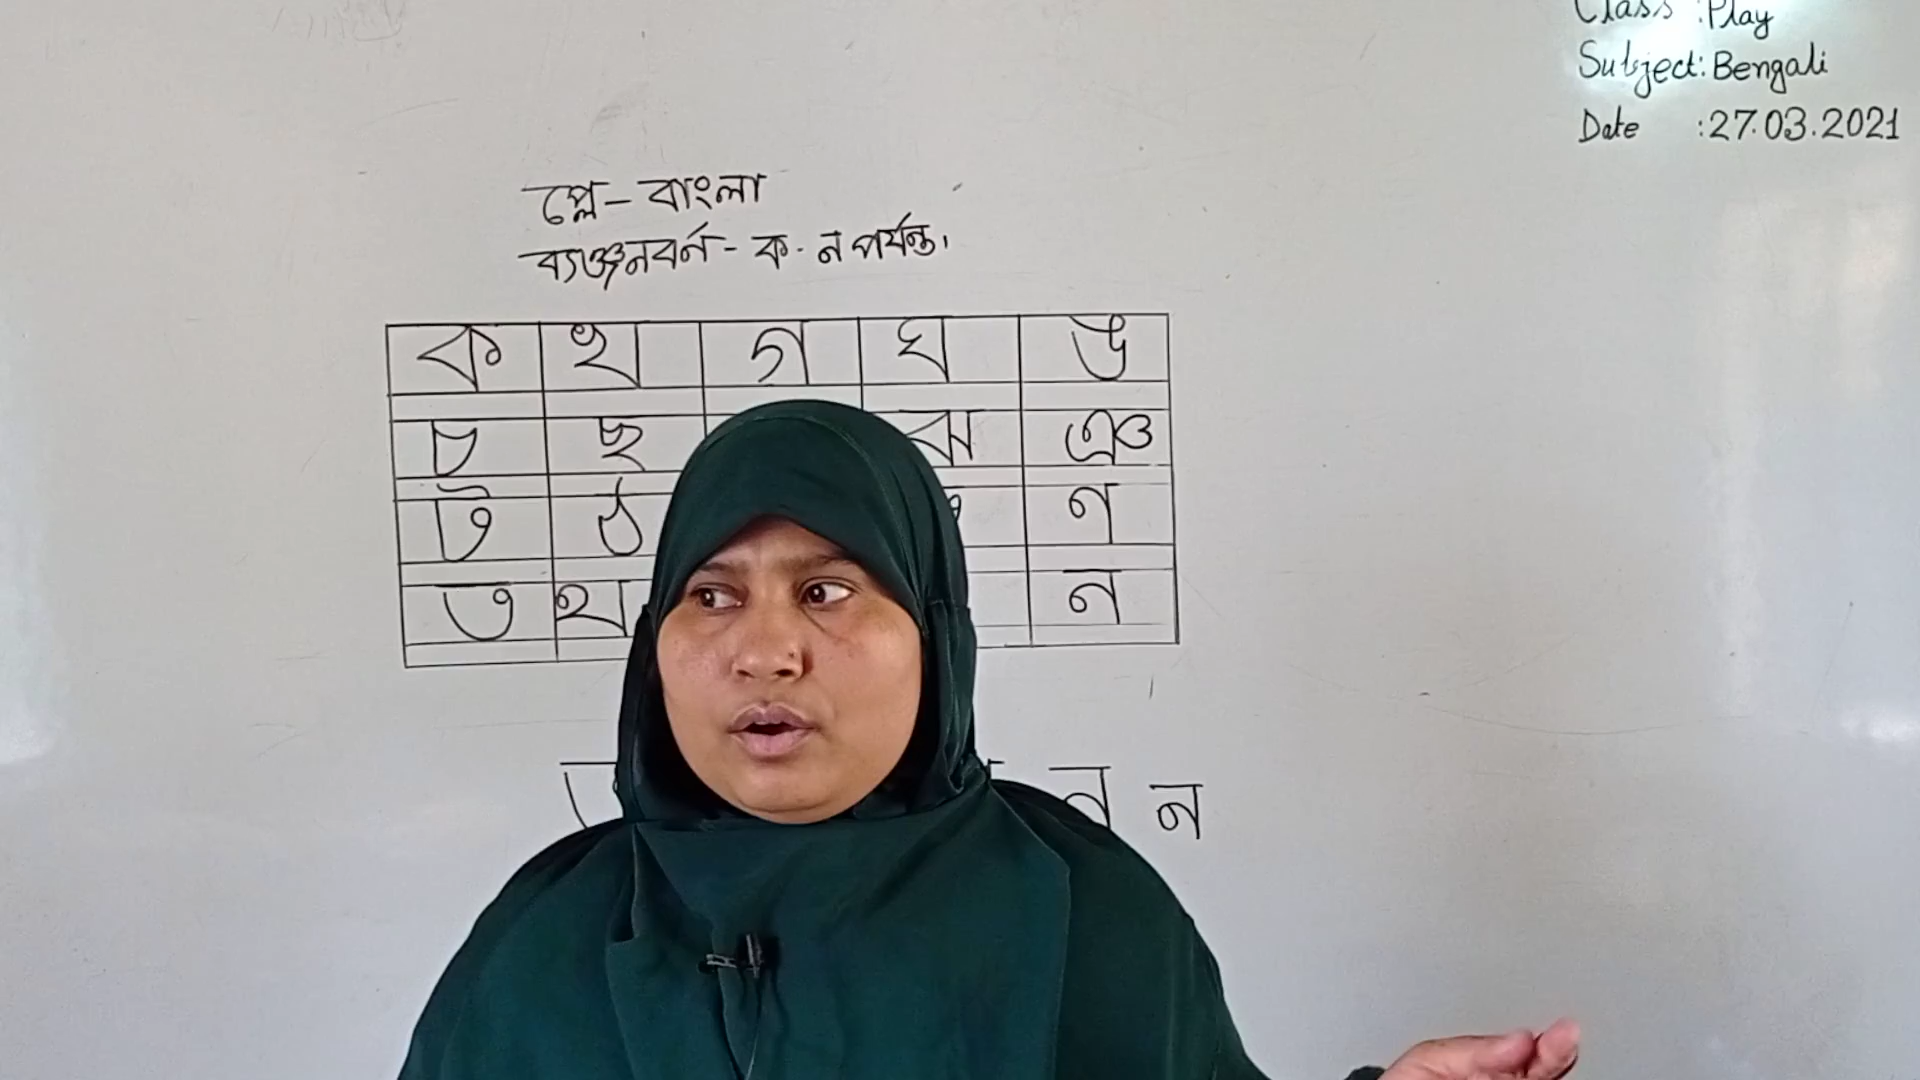 Class : Play
Subject: Bengali
Date : 27.03.2021
প্লে - বাংলা
ব্যঞ্জনবর্ন - ক - ন পর্যন্ত।
ক খ গ ঘ ঙ
চ ছ ঝ ঞ
ট ঠ ণ
ত থ ন
ন ন